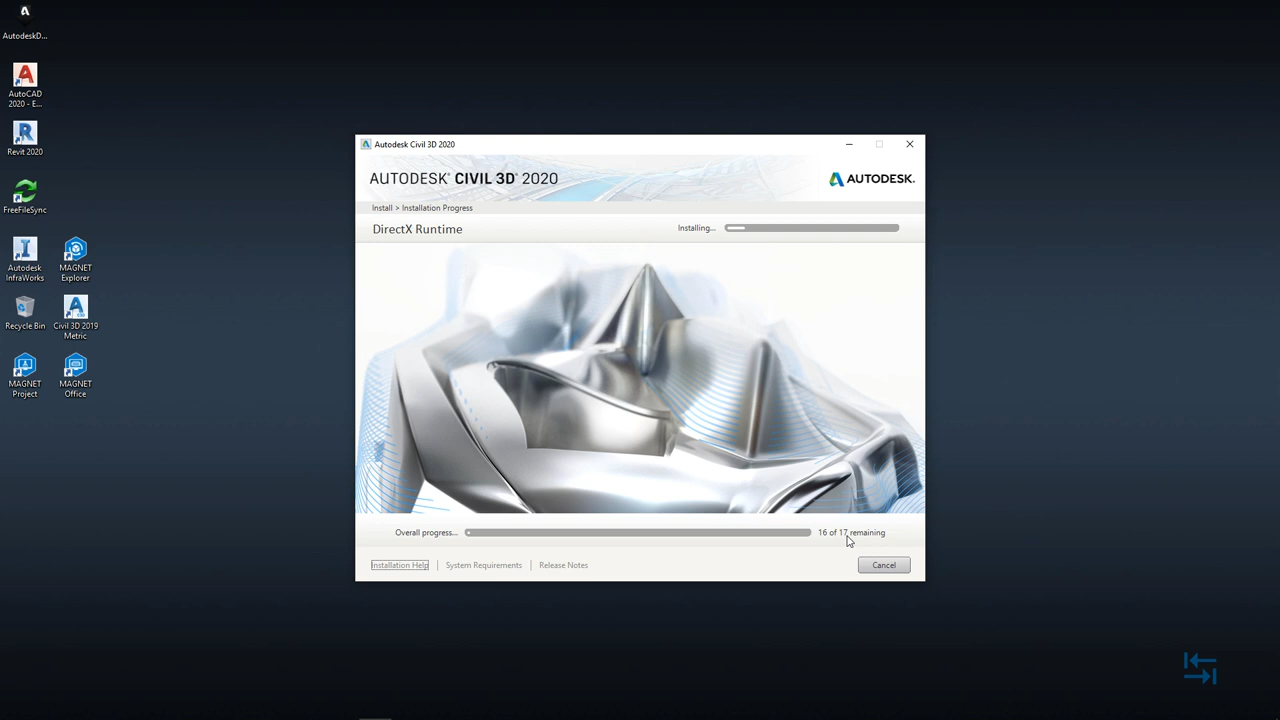 AutodeskD...
AutoCAD
2020 - E...
Revit 2020
FreeFileSync
Autodesk
InfraWorks
MAGNET
Explorer
Recycle Bin
Civil 3D 2019
Metric
MAGNET
Project
MAGNET
Office
Autodesk Civil 3D 2020
AUTODESK® CIVIL 3D® 2020
AUTODESK.
Install > Installation Progress
DirectX Runtime
Installing...
Overall progress...
16 of 17 remaining
Installation Help
System Requirements
Release Notes
Cancel